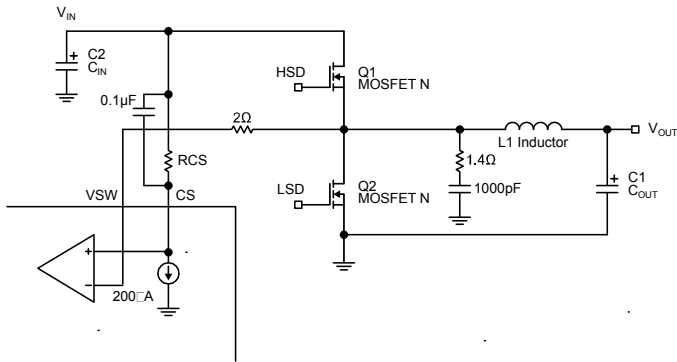 VIN
C2
CIN
HSD
Q1
MOSFET N
0.1µF
2Ω
VOUT
L1 Inductor
RCS
1.4Ω
1000pF
C1
COUT
VSW
CS
LSD
Q2
MOSFET N
+
−
200□A